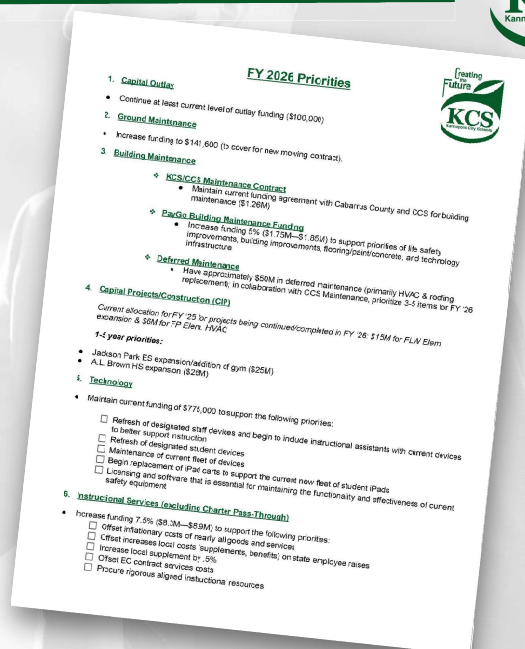 Kann
Creating
the
Future
KCS
Kannapolis City Schools
FY 2026 Priorities
1. Capital Outlay
• Continue at least current level of outlay funding ($100,000)
2. Ground Maintenance
• Increase funding to $141,600 (to cover for new moving contract).
3. Building Maintenance
❖ KCS/CCS Maintenance Contract
• Maintain current funding agreement with Cabarrus County and CCS for building
maintenance ($1.26M)
❖ PayGo Building Maintenance Funding
• Increase funding 5% ($1.75M—$1.85M) to support priorities of life safety
improvements, building improvements, flooring/paint/concrete, and technology
infrastructure
❖ Deferred Maintenance
• Have approximately $50M in deferred maintenance (primarily HVAC & roofing
replacement); in collaboration with CCS Maintenance, prioritize 3-5 items for FY '26
4. Capital Projects/Construction (CIP)
Current allocation for FY '25 for projects being continued/completed in FY '26: $15M for FLW Elem
expansion & $6M for FP Elem. HVAC
1-5 year priorities:
• Jackson Park ES expansion/addition of gym ($25M)
• A.L. Brown HS expansion ($25M)
5. Technology
• Maintain current funding of $775,000 to support the following priorities:
☐ Refresh of designated staff devices and begin to include instructional assistants with current devices
to better support instruction
☐ Refresh of designated student devices
☐ Maintenance of current fleet of devices
☐ Begin replacement of iPad carts to support the current new fleet of student iPads
☐ Licensing and software that is essential for maintaining the functionality and effectiveness of current
safety equipment
6. Instructional Services (excluding Charter Pass-Through)
• Increase funding 7.5% ($8.3M—$8.9M) to support the following priorities:
☐ Offset inflationary costs of nearly all goods and services
☐ Offset increases local costs (supplements, benefits) on state employee raises
☐ Increase local supplement by .5%
☐ Offset EC contract services costs
☐ Procure rigorous aligned instructional resources